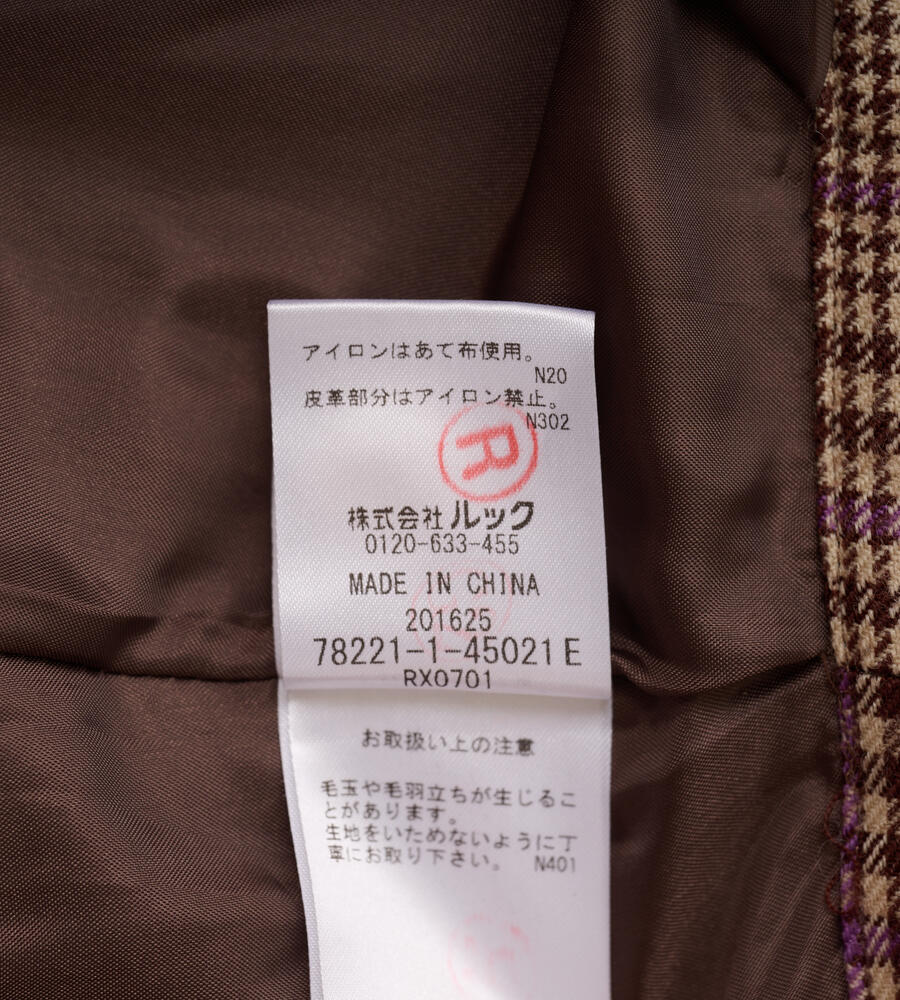 アイロンはあて布使用。
N20
皮革部分はアイロン禁止。
N302
R
株式会社ルック
0120-633-455
MADE IN CHINA
201625
78221-1-45021E
RX0701
お取扱い上の注意
毛玉や毛羽立ちが生じるこ
とがあります。
生地をいためないように丁
寧にお取り下さい。 N401